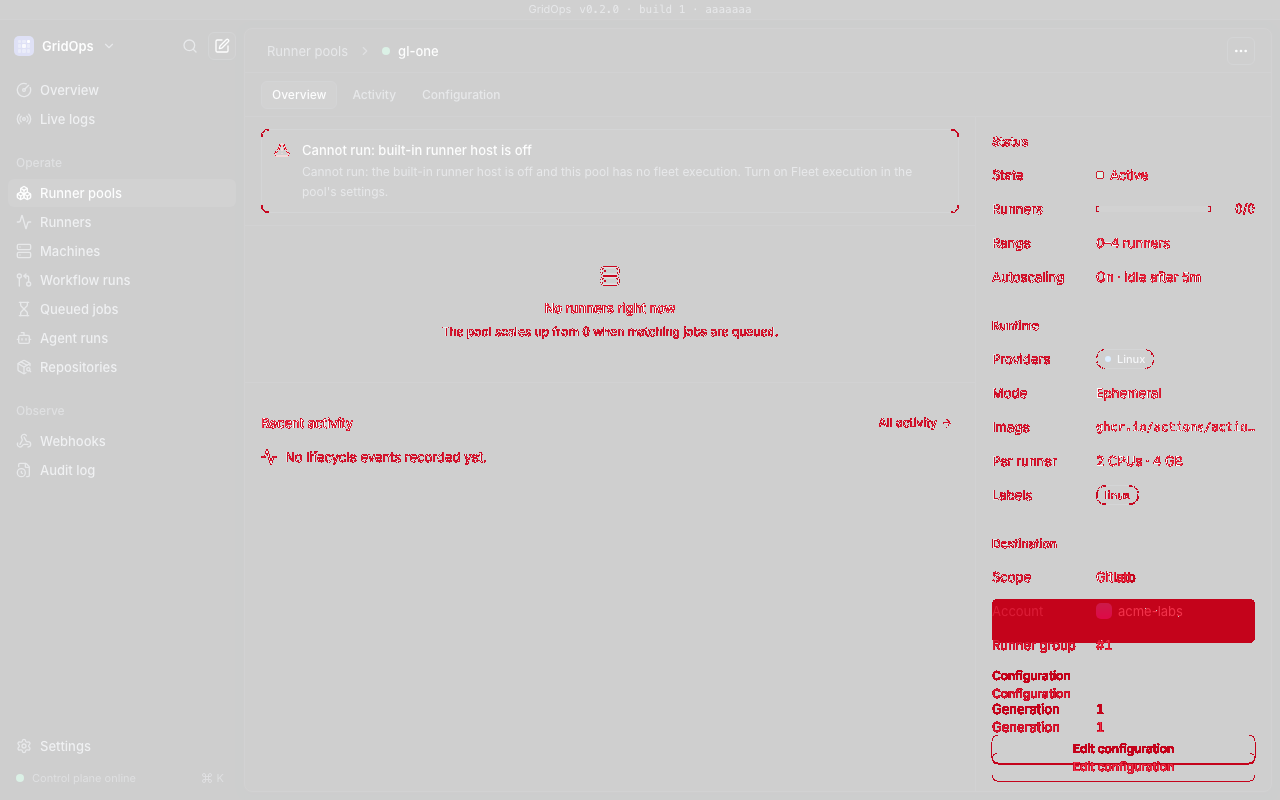 GridOps v0.2.0 · build 1 · aaaaaaa
GridOps
Overview
Live logs
Operate
Runner pools
Runners
Machines
Workflow runs
Queued jobs
Agent runs
Repositories
Observe
Webhooks
Audit log
Settings
Control plane online
⌘ K
Runner pools > gl-one
Overview Activity Configuration
Cannot run: built-in runner host is off
Cannot run: the built-in runner host is off and this pool has no fleet execution. Turn on Fleet execution in the
pool's settings.
No runners right now
The pool scales up from 0 when matching jobs are queued.
Recent activity
All activity →
No lifecycle events recorded yet.
Status
State Active
Runners 0/0
Range 0–4 runners
Autoscaling On · idle after 5m
Runtime
Providers Linux
Mode Ephemeral
Image ghcr.io/actions/actio…
Per runner 2 CPUs · 4 GB
Labels linux
Destination
Scope
Account acme-labs
Runner group #1
Configuration
Configuration
Generation 1
Generation 1
Edit configuration
Edit configuration